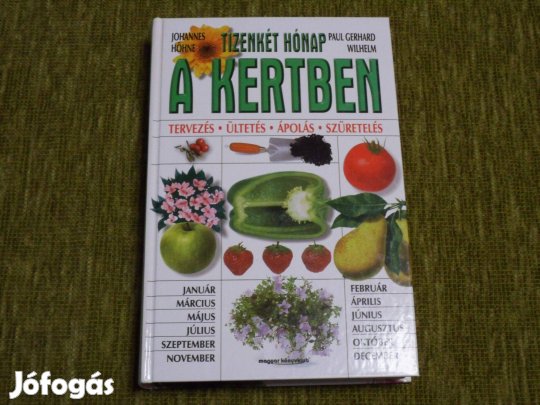 JOHANNES
HÖHNE
TIZENKÉT HÓNAP
PAUL GERHARD
WILHELM
A KERTBEN
TERVEZÉS • ÜLTETÉS • ÁPOLÁS • SZÜRETELÉS
JANUÁR
MÁRCIUS
MÁJUS
JÚLIUS
SZEPTEMBER
NOVEMBER
FEBRUÁR
ÁPRILIS
JÚNIUS
AUGUSZTUS
OKTÓBER
DECEMBER
magyar könyvklub
Jófogás